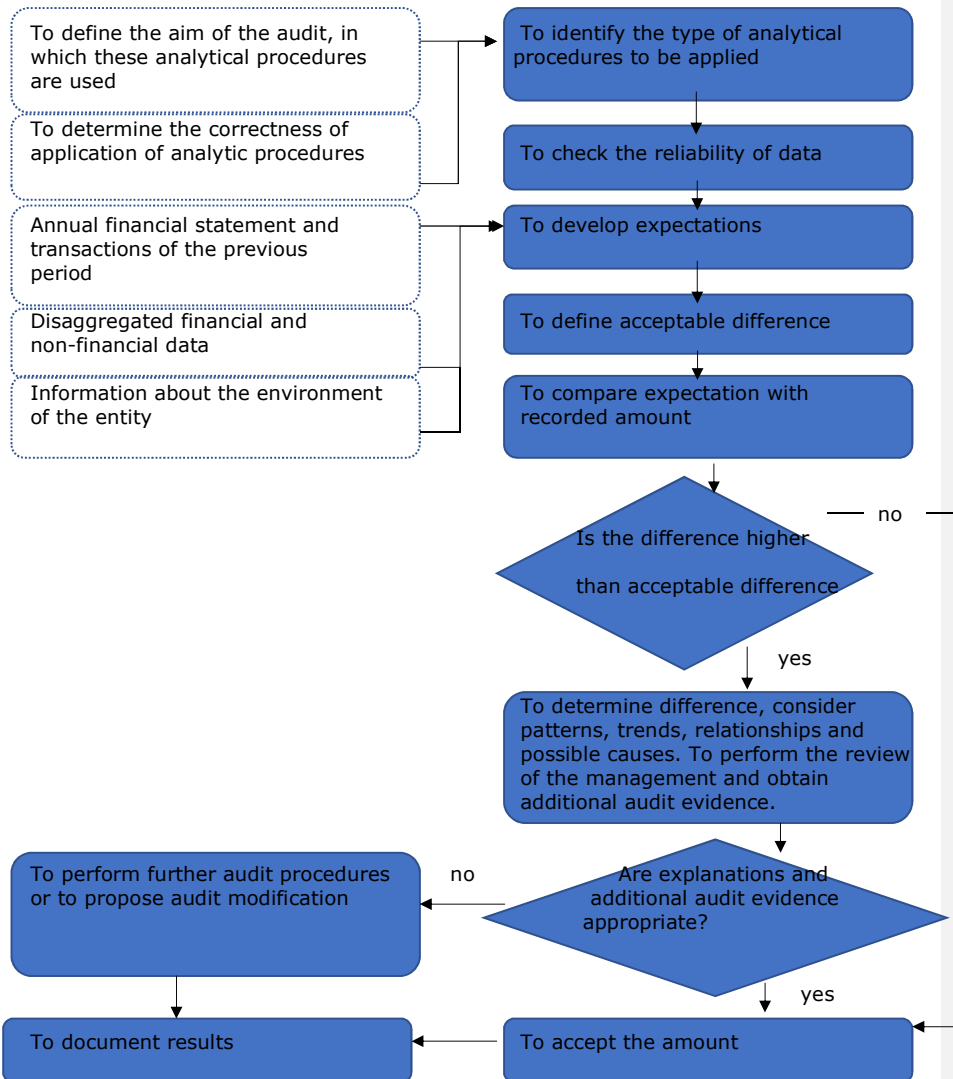 To define the aim of the audit, in
which these analytical procedures
are used
To identify the type of analytical
procedures to be applied
To determine the correctness of
application of analytic procedures
To check the reliability of data
Annual financial statement and
transactions of the previous
period
To develop expectations
Disaggregated financial and
non-financial data
To define acceptable difference
Information about the environment
of the entity
To compare expectation with
recorded amount
Is the difference higher
than acceptable difference
no
yes
To determine difference, consider
patterns, trends, relationships and
possible causes. To perform the review
of the management and obtain
additional audit evidence.
Are explanations and
additional audit evidence
appropriate?
no
To perform further audit procedures
or to propose audit modification
yes
To document results
To accept the amount